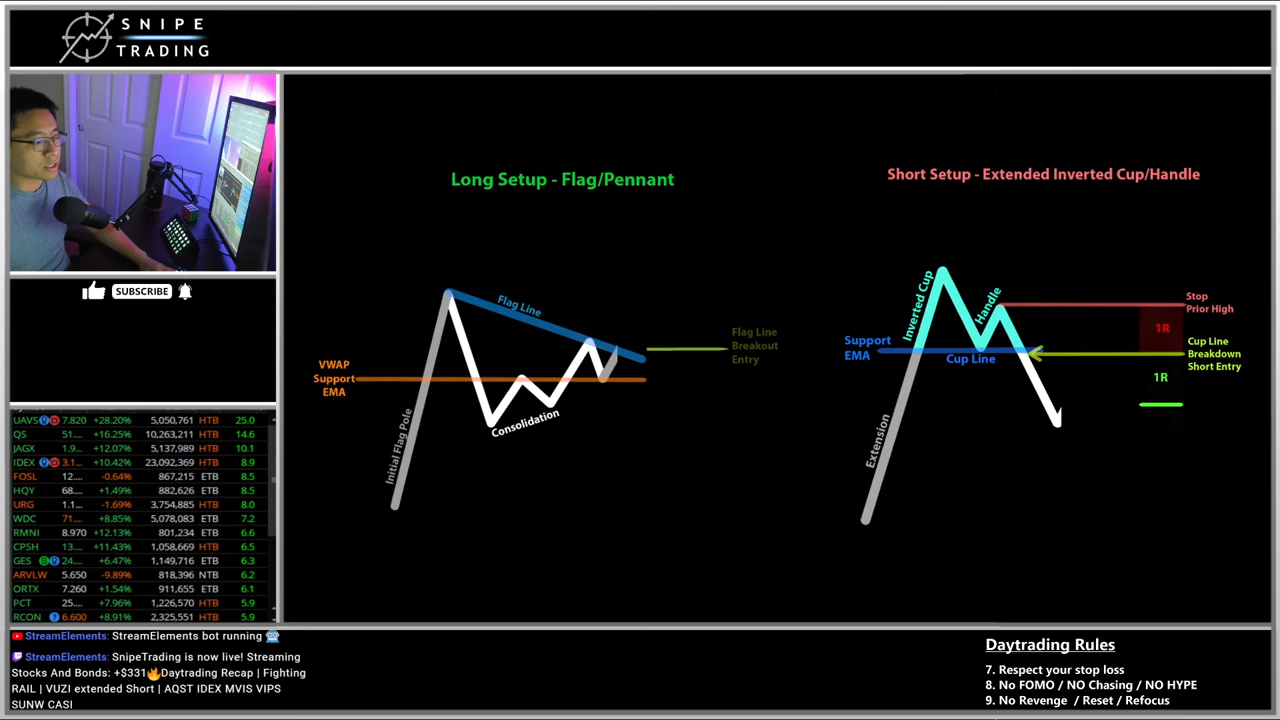 SNIPE
TRADING
SUBSCRIBE
Long Setup - Flag/Pennant
Flag Line
VWAP
Support
EMA
Initial Flag Pole
Consolidation
Flag Line
Breakout
Entry
Short Setup - Extended Inverted Cup/Handle
Inverted Cup
Handle
Support
EMA
Cup Line
Extension
Stop
Prior High
1R
Cup Line
Breakdown
Short Entry
1R
UAVS 7.820 +28.20% 5,050,761 HTB 25.0
QS 51.... +16.25% 10,263,211 HTB 14.6
JAGX 1.9... +12.07% 5,137,989 HTB 10.1
IDEX 3.1... +10.42% 23,092,369 HTB 8.9
FOSL 12.... -0.64% 867,215 ETB 8.5
HQY 68.... +1.49% 882,626 ETB 8.5
URG 1.1... -1.69% 3,754,885 HTB 8.0
WDC 71.... +8.85% 5,078,083 ETB 7.2
RMNI 8.970 +12.13% 801,234 ETB 6.6
CPSH 13.... +11.43% 1,058,669 HTB 6.5
GES 24.... +6.47% 1,149,716 ETB 6.3
ARVLW 5.650 -9.89% 818,396 NTB 6.2
ORTX 7.260 +1.54% 911,655 ETB 6.1
PCT 25.... +7.96% 1,226,570 HTB 5.9
RCON 6.600 +8.91% 2,325,551 HTB 5.9
StreamElements: StreamElements bot running
StreamElements: SnipeTrading is now live! Streaming
Stocks And Bonds: +$331🔥Daytrading Recap | Fighting
RAIL | VUZI extended Short | AQST IDEX MVIS VIPS
SUNW CASI
Daytrading Rules
7. Respect your stop loss
8. No FOMO / NO Chasing / NO HYPE
9. No Revenge / Reset / Refocus